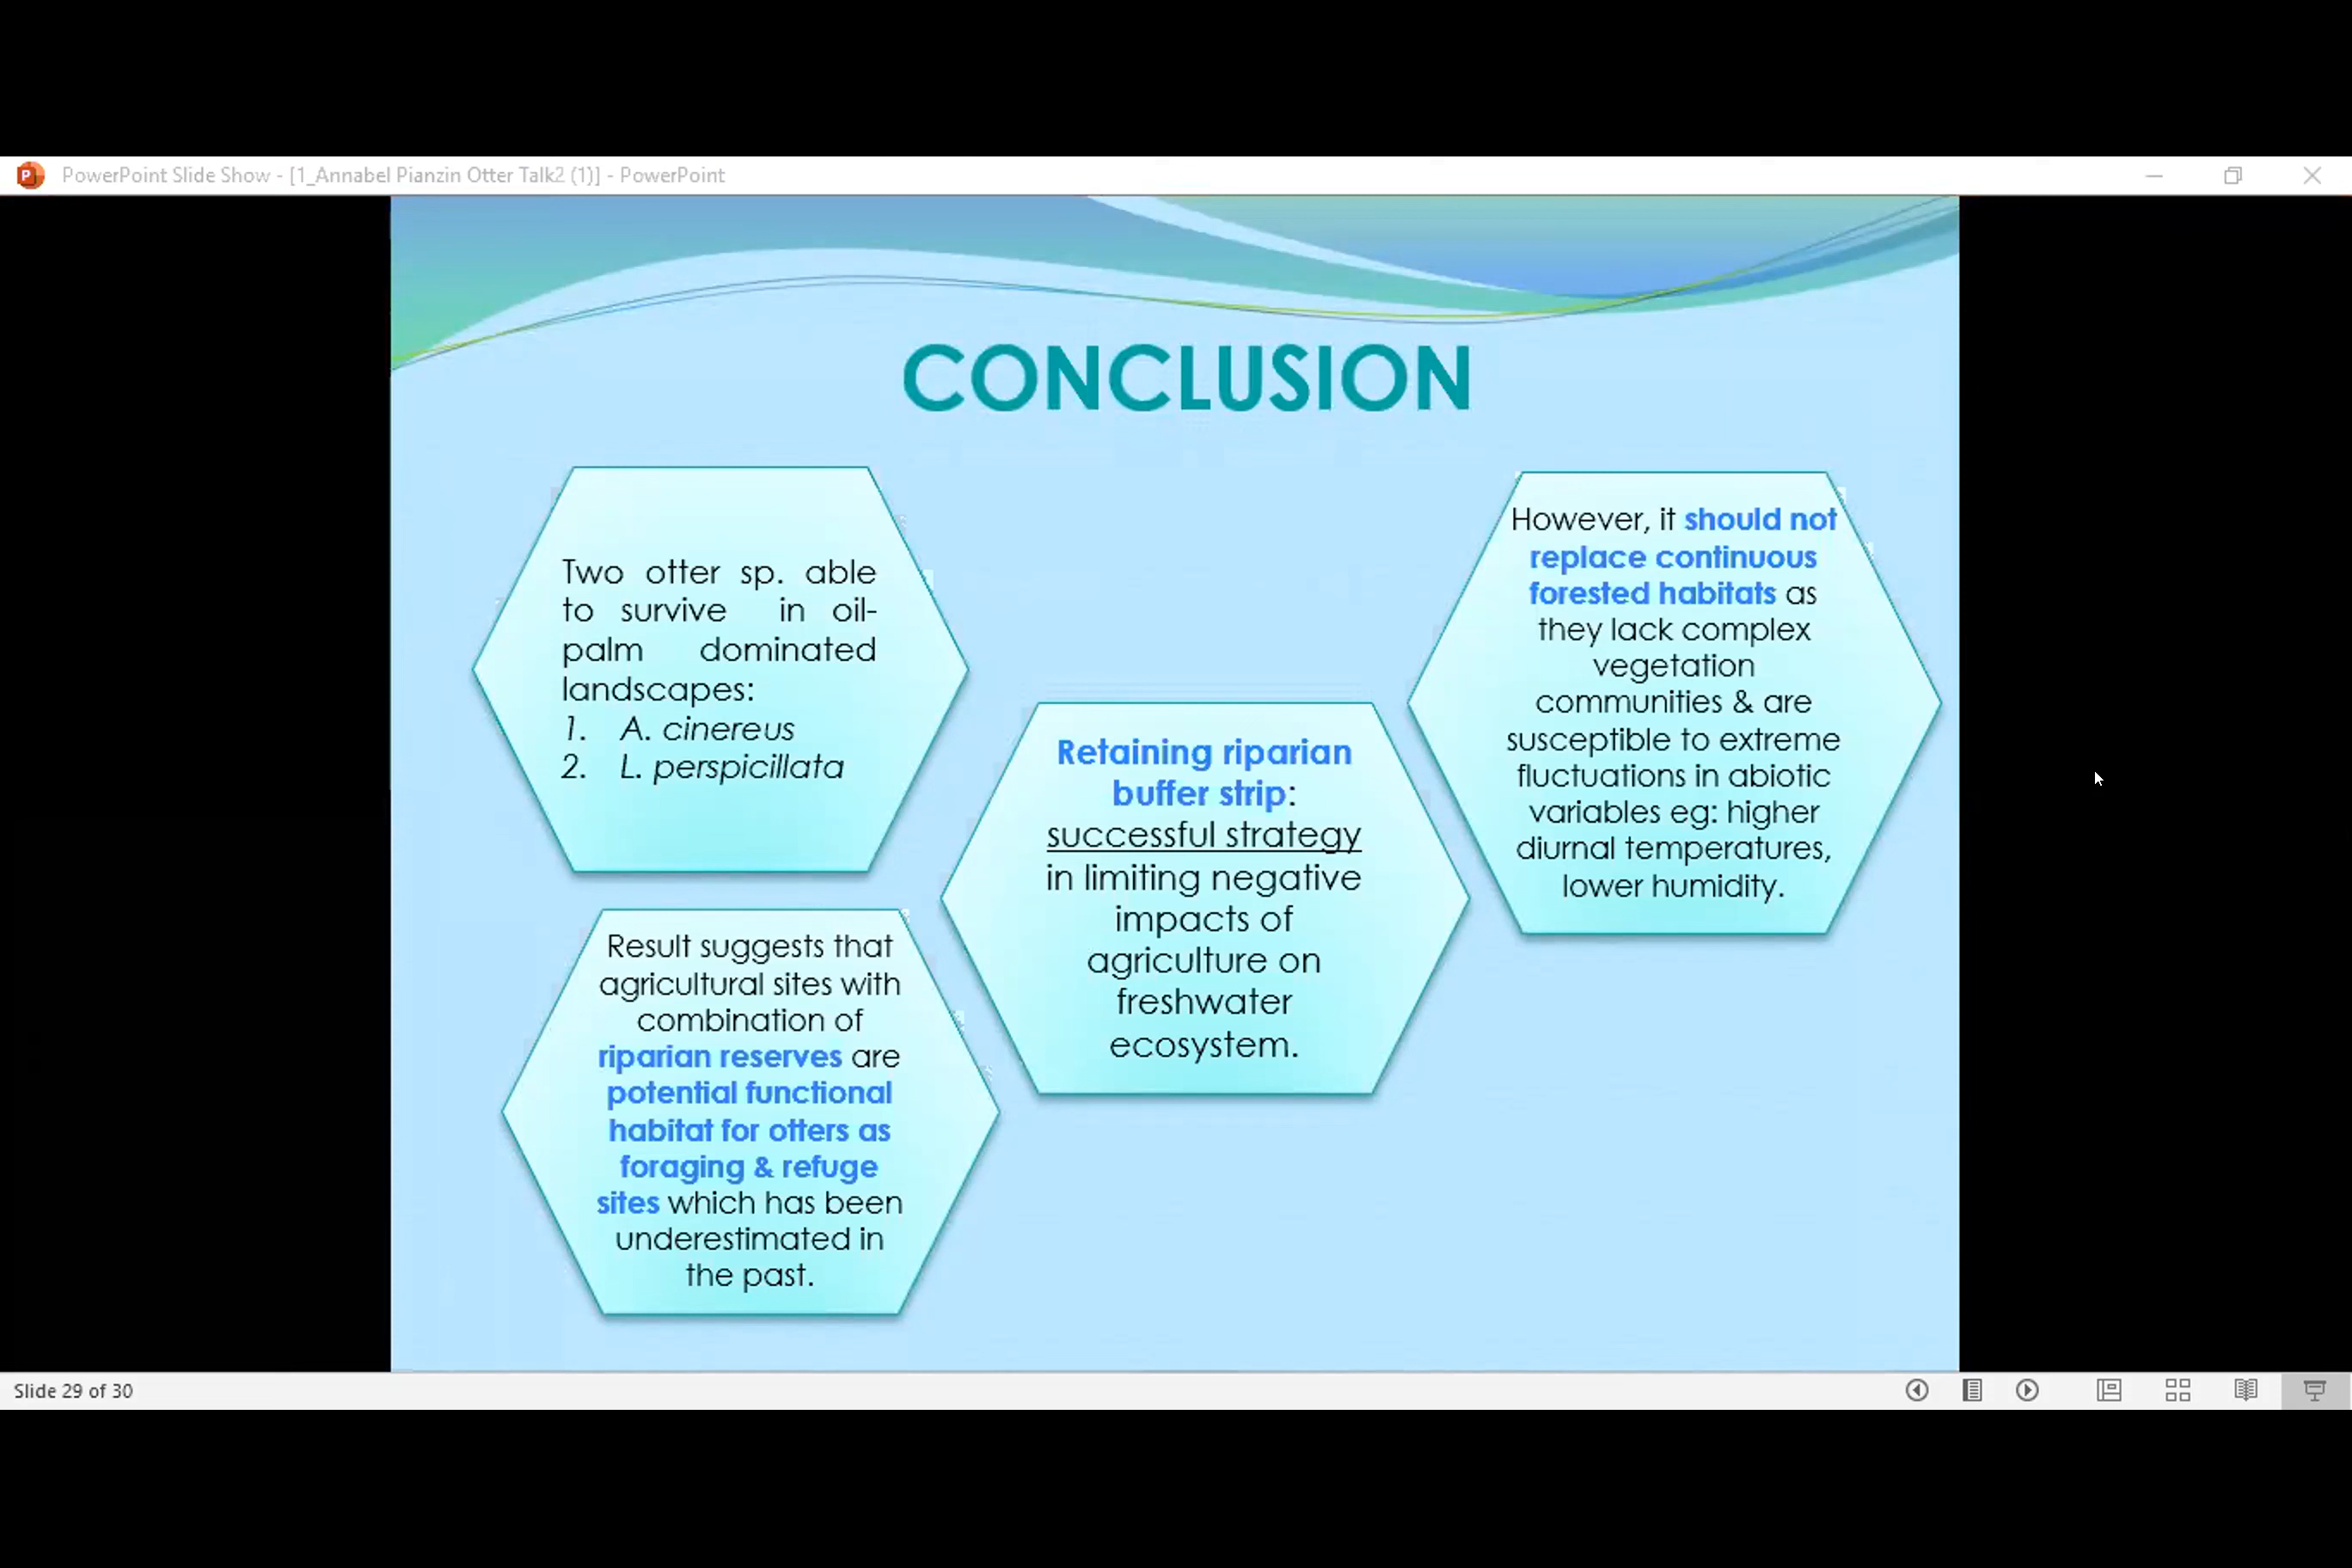 PowerPoint Slide Show - [1_Annabel Pianzin Otter Talk2 (1)] - PowerPoint
CONCLUSION
Two otter sp. able
to survive in oil-
palm dominated
landscapes:
1. A. cinereus
2. L. perspicillata
Result suggests that
agricultural sites with
combination of
riparian reserves are
potential functional
habitat for otters as
foraging & refuge
sites which has been
underestimated in
the past.
Retaining riparian
buffer strip:
successful strategy
in limiting negative
impacts of
agriculture on
freshwater
ecosystem.
However, it should not
replace continuous
forested habitats as
they lack complex
vegetation
communities & are
susceptible to extreme
fluctuations in abiotic
variables eg: higher
diurnal temperatures,
lower humidity.
Slide 29 of 30